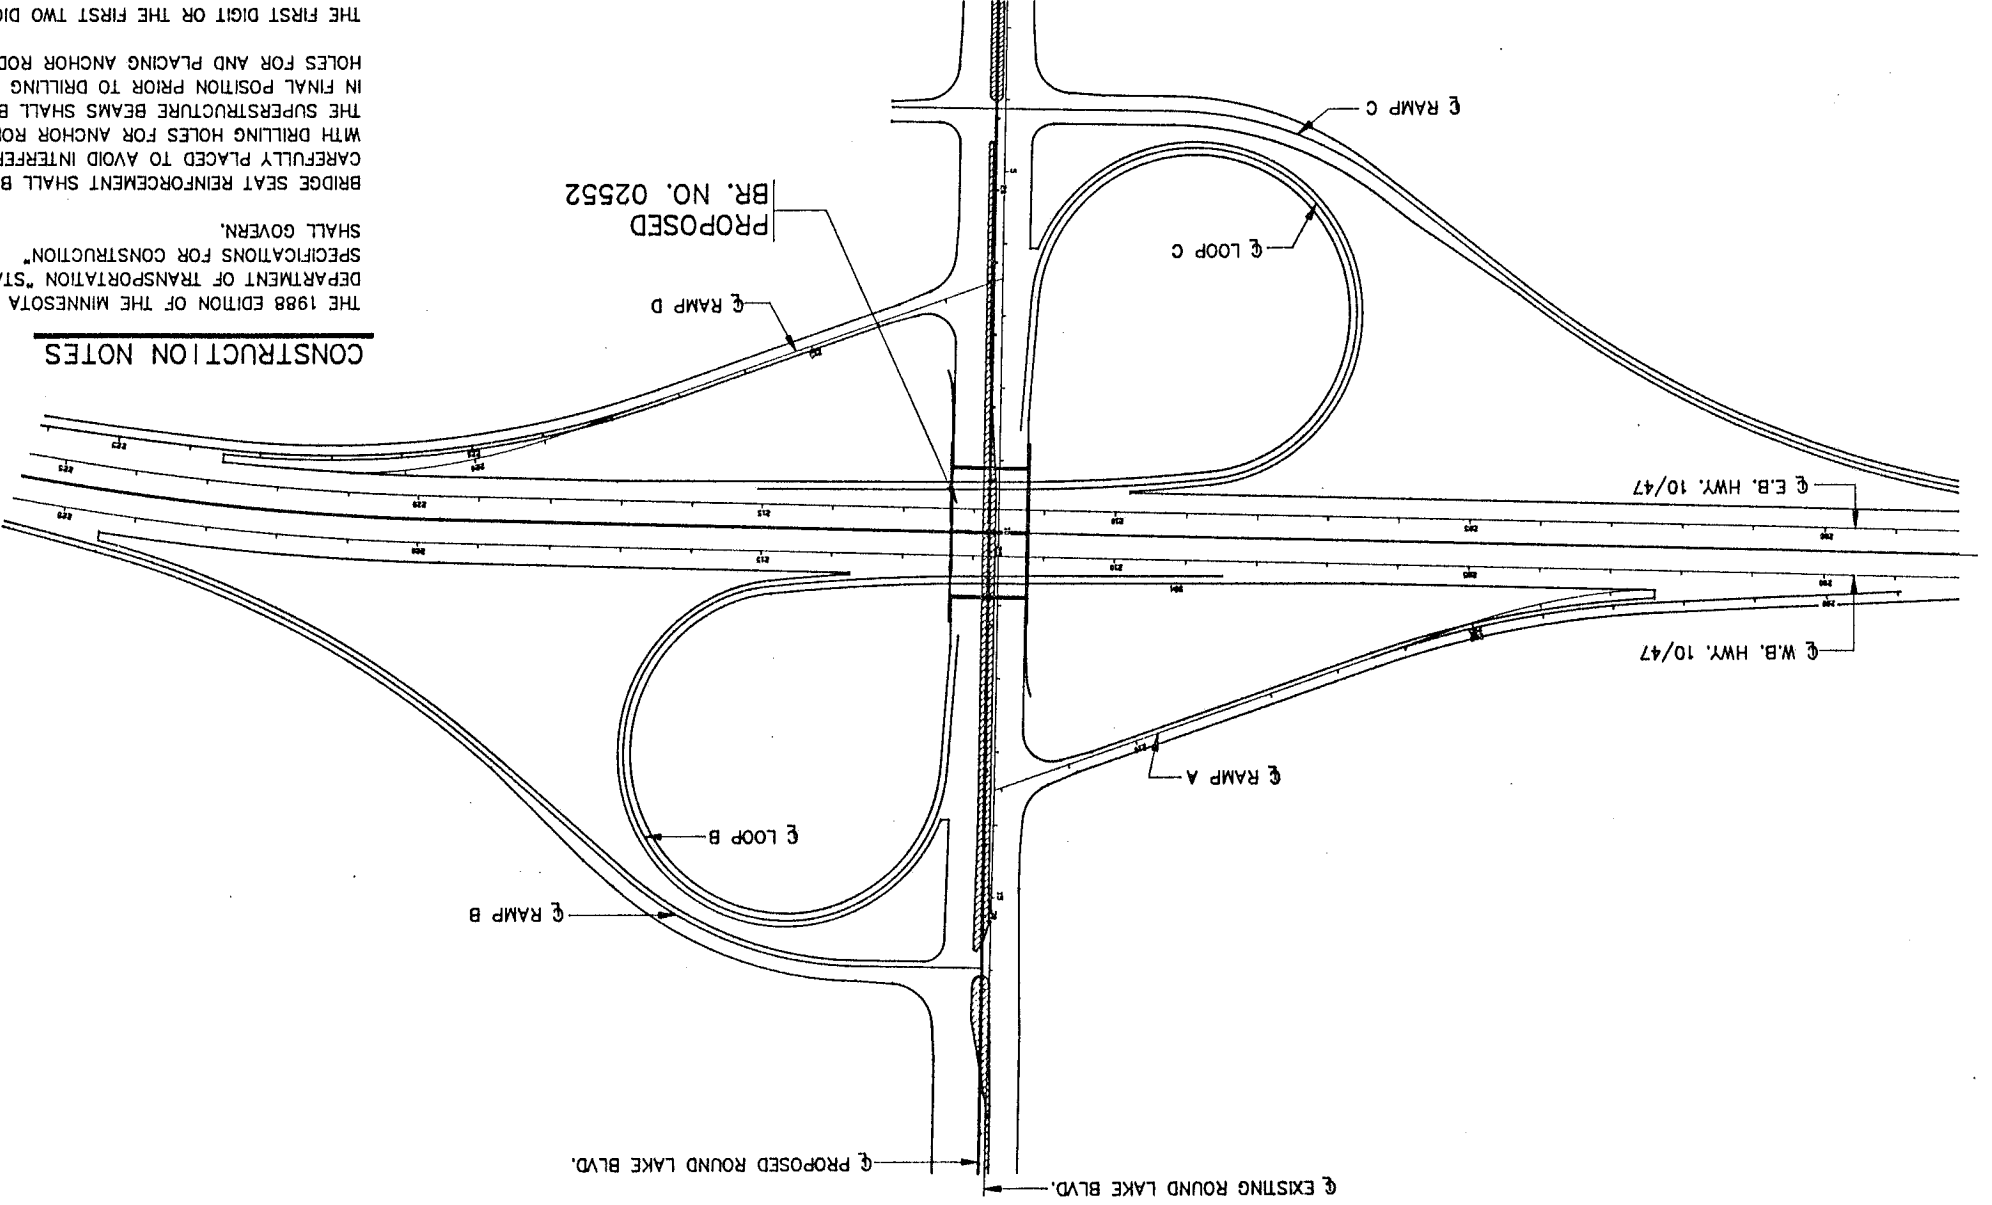 ℄ EXISTING ROUND LAKE BLVD.
℄ PROPOSED ROUND LAKE BLVD.
℄ RAMP B
℄ LOOP B
℄ RAMP A
℄ W.B. HWY. 10/47
℄ E.B. HWY. 10/47
CONSTRUCTION NOTES
THE 1988 EDITION OF THE MINNESOTA
DEPARTMENT OF TRANSPORTATION "STA
SPECIFICATIONS FOR CONSTRUCTION"
SHALL GOVERN.
BRIDGE SEAT REINFORCEMENT SHALL B
CAREFULLY PLACED TO AVOID INTERFER
WITH DRILLING HOLES FOR ANCHOR ROD
THE SUPERSTRUCTURE BEAMS SHALL B
IN FINAL POSITION PRIOR TO DRILLING
HOLES FOR AND PLACING ANCHOR ROD
THE FIRST DIGIT OR THE FIRST TWO DIG
℄ RAMP D
℄ LOOP C
PROPOSED
BR. NO. 02552
℄ RAMP C